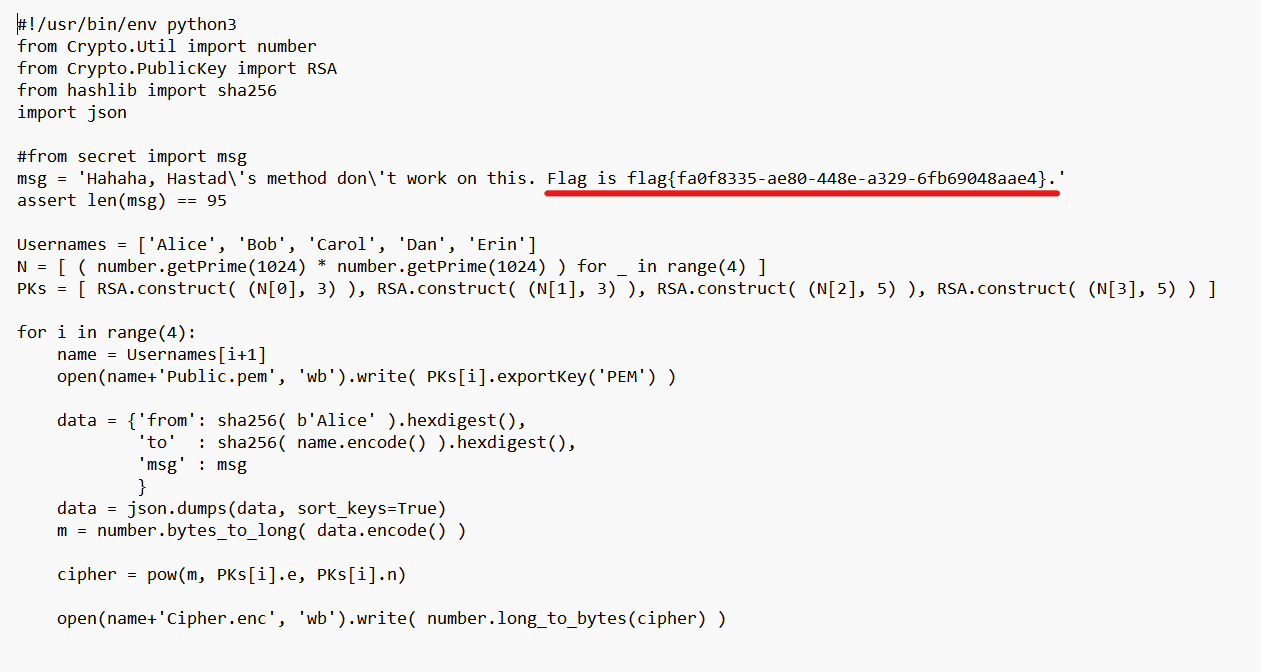 #!/usr/bin/env python3
from Crypto.Util import number
from Crypto.PublicKey import RSA
from hashlib import sha256
import json

#from secret import msg
msg = 'Hahaha, Hastad\'s method don\'t work on this. Flag is flag{fa0f8335-ae80-448e-a329-6fb69048aae4}.'
assert len(msg) == 95

Usernames = ['Alice', 'Bob', 'Carol', 'Dan', 'Erin']
N = [ ( number.getPrime(1024) * number.getPrime(1024) ) for _ in range(4) ]
PKs = [ RSA.construct( (N[0], 3) ), RSA.construct( (N[1], 3) ), RSA.construct( (N[2], 5) ), RSA.construct( (N[3], 5) ) ]

for i in range(4):
    name = Usernames[i+1]
    open(name+'Public.pem', 'wb').write( PKs[i].exportKey('PEM') )

    data = {'from': sha256( b'Alice' ).hexdigest(),
            'to'  : sha256( name.encode() ).hexdigest(),
            'msg' : msg
            }
    data = json.dumps(data, sort_keys=True)
    m = number.bytes_to_long( data.encode() )

    cipher = pow(m, PKs[i].e, PKs[i].n)

    open(name+'Cipher.enc', 'wb').write( number.long_to_bytes(cipher) )